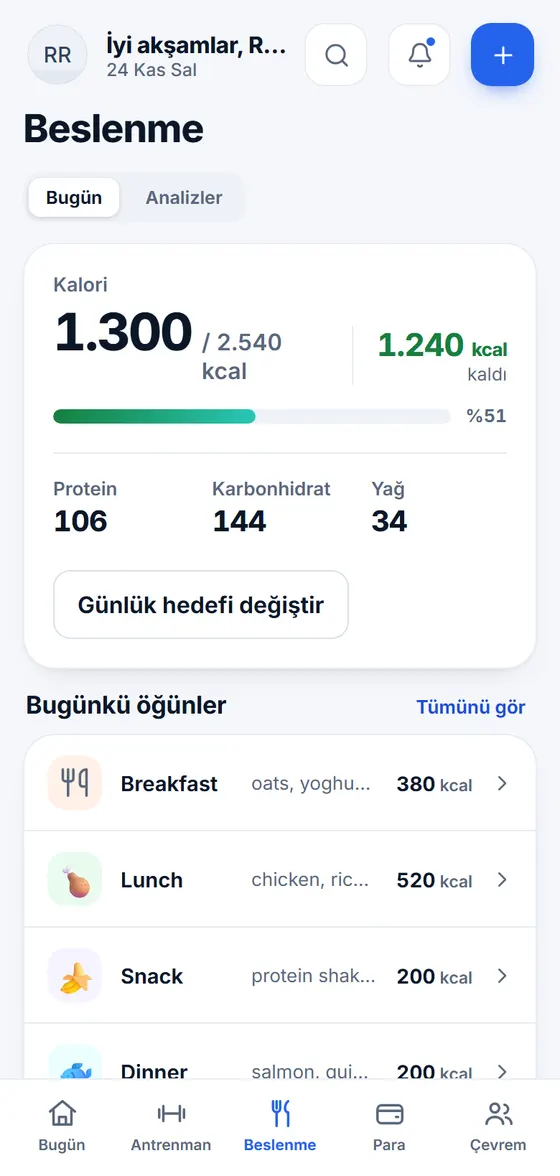 RR
İyi akşamlar, R...
24 Kas Sal
Beslenme
Bugün
Analizler
Kalori
1.300 / 2.540 kcal
1.240 kcal
kaldı
%51
Protein
106
Karbonhidrat
144
Yağ
34
Günlük hedefi değiştir
Bugünkü öğünler
Tümünü gör
Breakfast oats, yoghu... 380 kcal
Lunch chicken, ric... 520 kcal
Snack protein shak... 200 kcal
Dinner salmon, qui... 200 kcal
Bugün
Antrenman
Beslenme
Para
Çevrem